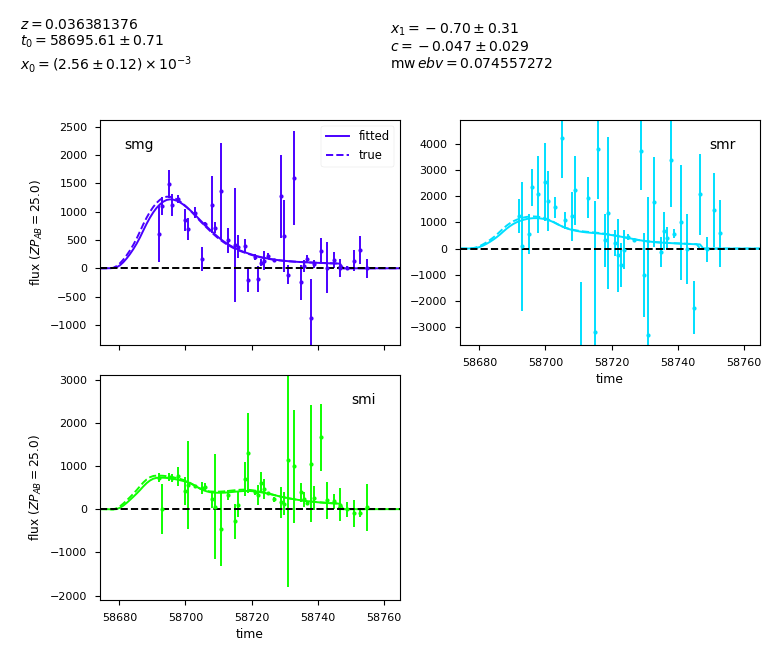 z = 0.036381376
t₀ = 58695.61 ± 0.71
x₀ = (2.56 ± 0.12) × 10⁻³
x₁ = −0.70 ± 0.31
c = −0.047 ± 0.029
mw ebv = 0.074557272
smg
fitted
true
2500
2000
1500
1000
500
0
−500
−1000
flux (ZP_AB = 25.0)
smr
4000
3000
2000
1000
0
−1000
−2000
−3000
58680 58700 58720 58740 58760
time
smi
3000
2000
1000
0
−1000
−2000
flux (ZP_AB = 25.0)
58680 58700 58720 58740 58760
time